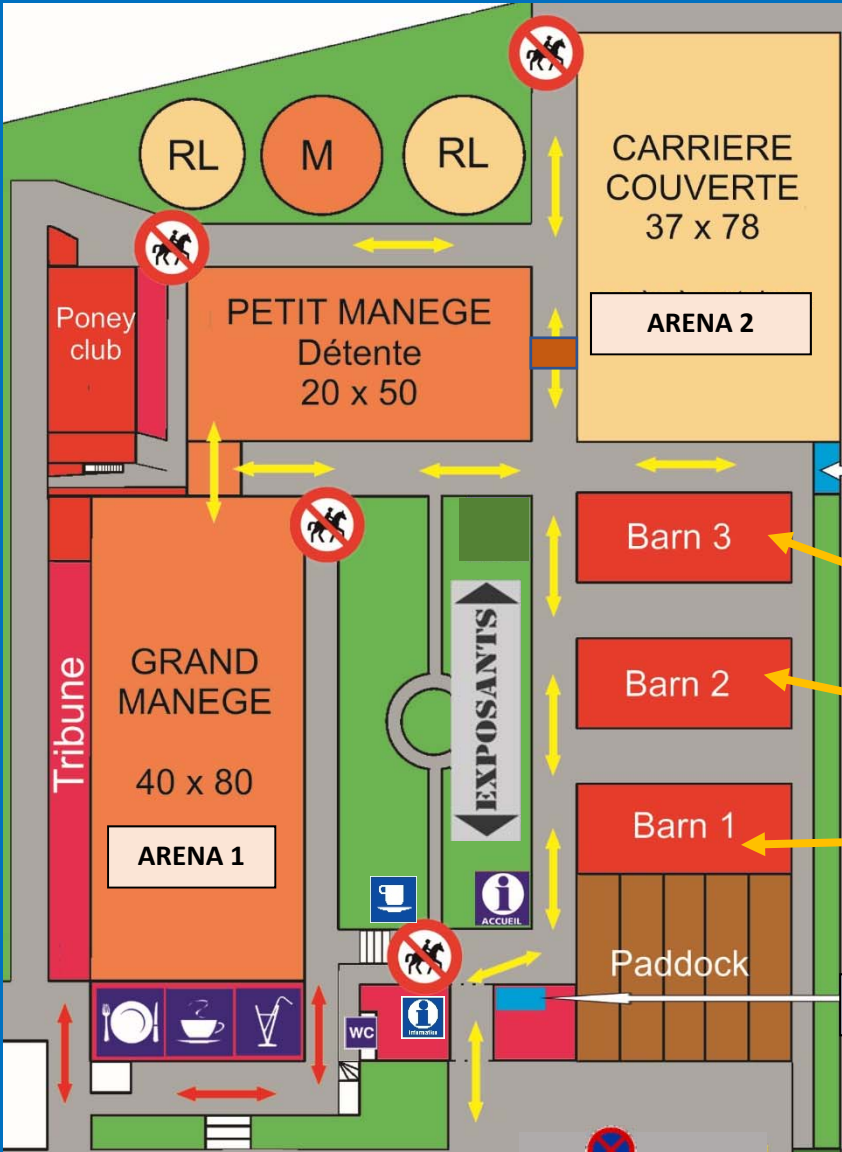 RL
M
RL
CARRIERE
COUVERTE
37 x 78
ARENA 2
Poney
club
PETIT MANEGE
Détente
20 x 50
Barn 3
EXPOSANTS
Barn 2
Tribune
GRAND
MANEGE
40 x 80
ARENA 1
Barn 1
i
ACCUEIL
Paddock
WC
i
Information